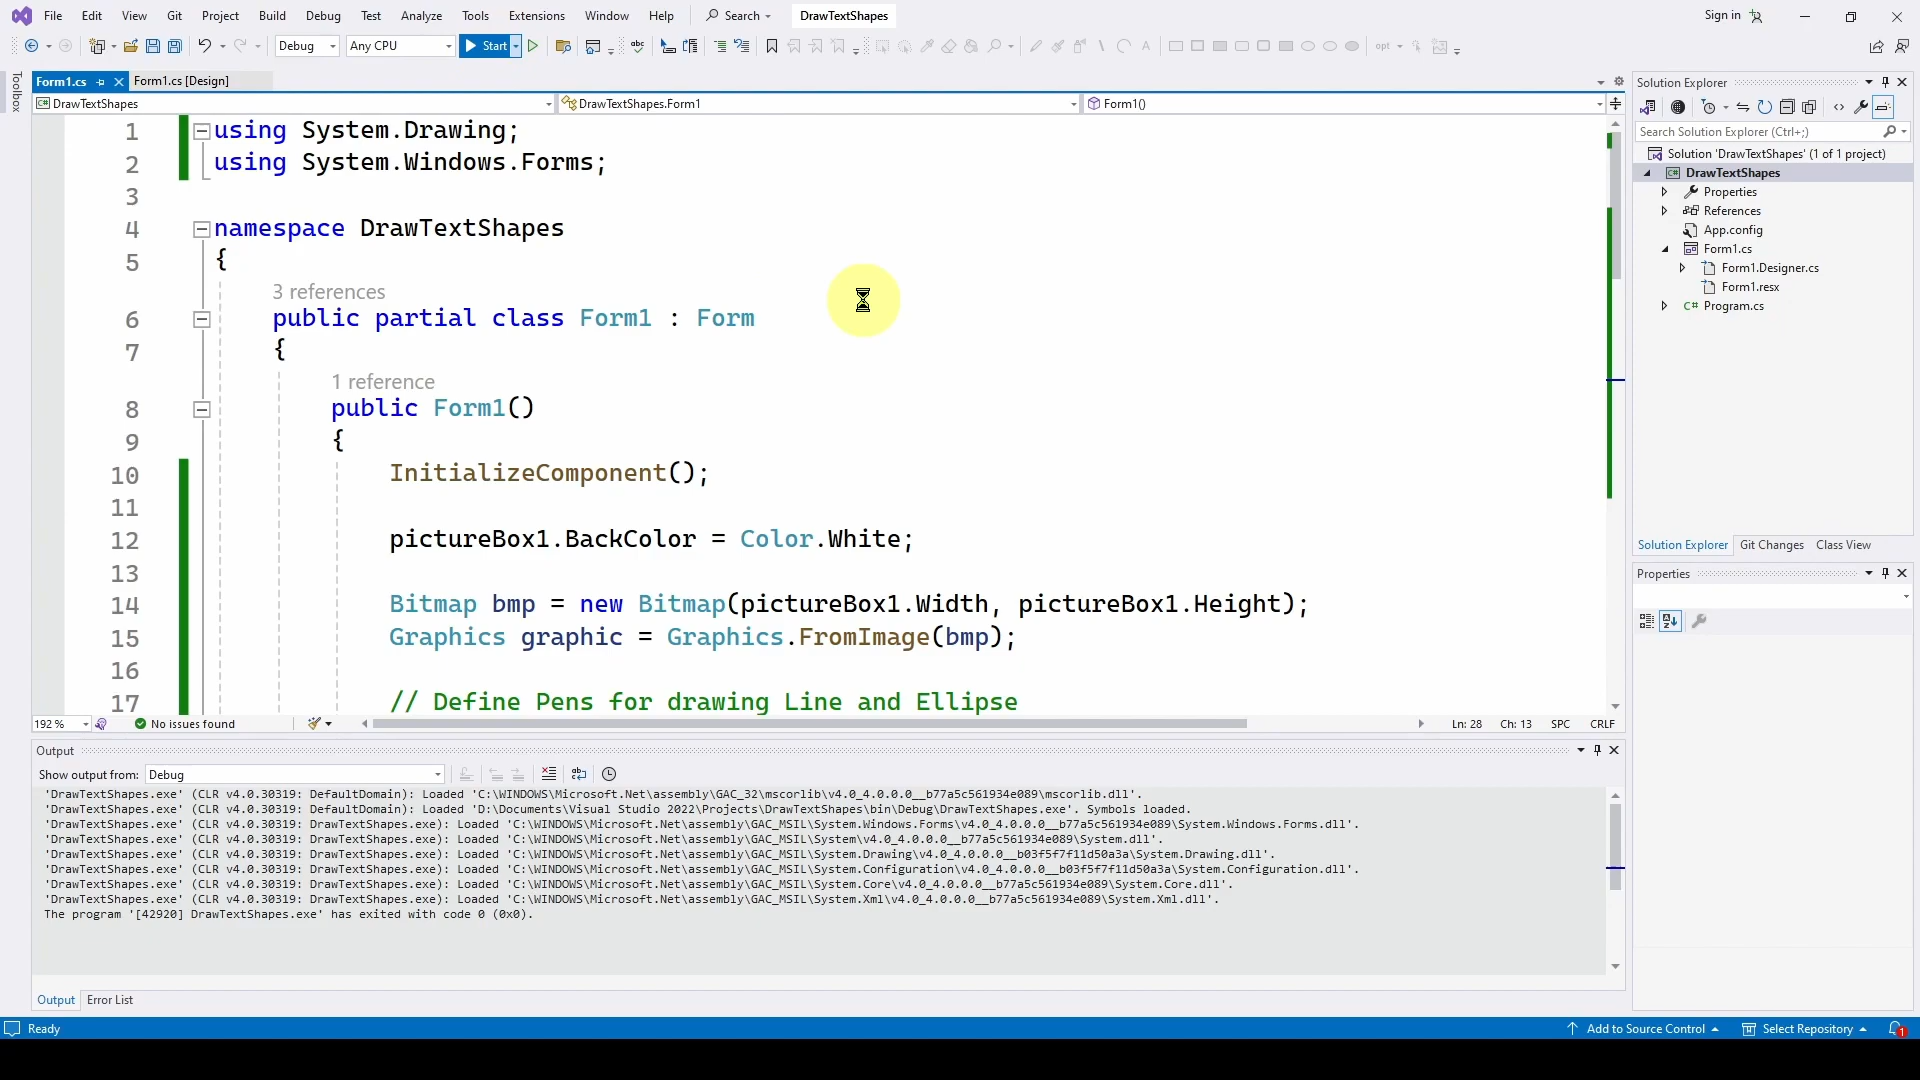 File Edit View Git Project Build Debug Test Analyze Tools Extensions Window Help Search DrawTextShapes Sign in
Debug Any CPU Start opt
Toolbox
Form1.cs Form1.cs [Design]
DrawTextShapes DrawTextShapes.Form1 Form1()
1 using System.Drawing;
2 using System.Windows.Forms;
3
4 namespace DrawTextShapes
5 {
3 references
6 public partial class Form1 : Form
7 {
1 reference
8 public Form1()
9 {
10 InitializeComponent();
11
12 pictureBox1.BackColor = Color.White;
13
14 Bitmap bmp = new Bitmap(pictureBox1.Width, pictureBox1.Height);
15 Graphics graphic = Graphics.FromImage(bmp);
16
17 // Define Pens for drawing Line and Ellipse
192 % No issues found Ln: 28 Ch: 13 SPC CRLF
Output
Show output from: Debug
'DrawTextShapes.exe' (CLR v4.0.30319: DefaultDomain): Loaded 'C:\WINDOWS\Microsoft.Net\assembly\GAC_32\mscorlib\v4.0_4.0.0.0__b77a5c561934e089\mscorlib.dll'.
'DrawTextShapes.exe' (CLR v4.0.30319: DefaultDomain): Loaded 'D:\Documents\Visual Studio 2022\Projects\DrawTextShapes\bin\Debug\DrawTextShapes.exe'. Symbols loaded.
'DrawTextShapes.exe' (CLR v4.0.30319: DrawTextShapes.exe): Loaded 'C:\WINDOWS\Microsoft.Net\assembly\GAC_MSIL\System.Windows.Forms\v4.0_4.0.0.0__b77a5c561934e089\System.Windows.Forms.dll'.
'DrawTextShapes.exe' (CLR v4.0.30319: DrawTextShapes.exe): Loaded 'C:\WINDOWS\Microsoft.Net\assembly\GAC_MSIL\System\v4.0_4.0.0.0__b77a5c561934e089\System.dll'.
'DrawTextShapes.exe' (CLR v4.0.30319: DrawTextShapes.exe): Loaded 'C:\WINDOWS\Microsoft.Net\assembly\GAC_MSIL\System.Drawing\v4.0_4.0.0.0__b03f5f7f11d50a3a\System.Drawing.dll'.
'DrawTextShapes.exe' (CLR v4.0.30319: DrawTextShapes.exe): Loaded 'C:\WINDOWS\Microsoft.Net\assembly\GAC_MSIL\System.Configuration\v4.0_4.0.0.0__b03f5f7f11d50a3a\System.Configuration.dll'.
'DrawTextShapes.exe' (CLR v4.0.30319: DrawTextShapes.exe): Loaded 'C:\WINDOWS\Microsoft.Net\assembly\GAC_MSIL\System.Core\v4.0_4.0.0.0__b77a5c561934e089\System.Core.dll'.
'DrawTextShapes.exe' (CLR v4.0.30319: DrawTextShapes.exe): Loaded 'C:\WINDOWS\Microsoft.Net\assembly\GAC_MSIL\System.Xml\v4.0_4.0.0.0__b77a5c561934e089\System.Xml.dll'.
The program '[42920] DrawTextShapes.exe' has exited with code 0 (0x0).
Output Error List
Solution Explorer
Search Solution Explorer (Ctrl+;)
Solution 'DrawTextShapes' (1 of 1 project)
C# DrawTextShapes
Properties
References
App.config
Form1.cs
Form1.Designer.cs
Form1.resx
C# Program.cs
Solution Explorer Git Changes Class View
Properties
Ready Add to Source Control Select Repository 1